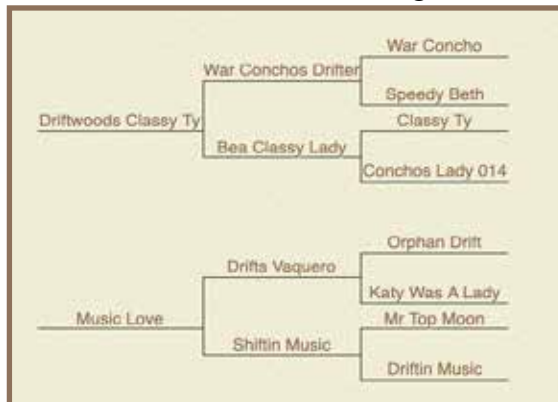 War Concho
War Conchos Drifter
Speedy Beth
Driftwoods Classy Ty
Classy Ty
Bea Classy Lady
Conchos Lady 014
Orphan Drift
Drifts Vaquero
Katy Was A Lady
Music Love
Mr Top Moon
Shiftin Music
Driftin Music